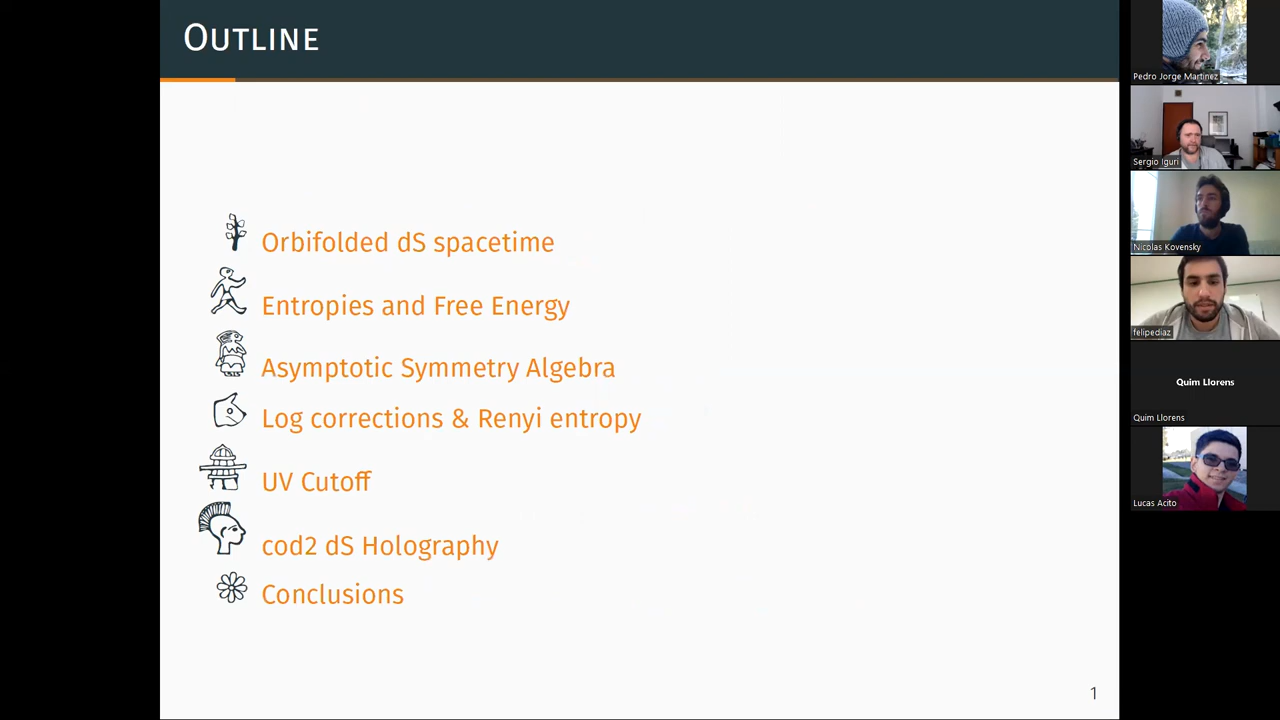 OUTLINE
Orbifolded dS spacetime
Entropies and Free Energy
Asymptotic Symmetry Algebra
Log corrections & Renyi entropy
UV Cutoff
cod2 dS Holography
Conclusions
1
Pedro Jorge Martinez
Sergio Iguri
Nicolas Kovensky
felipediaz
Quim Llorens
Quim Llorens
Lucas Acito